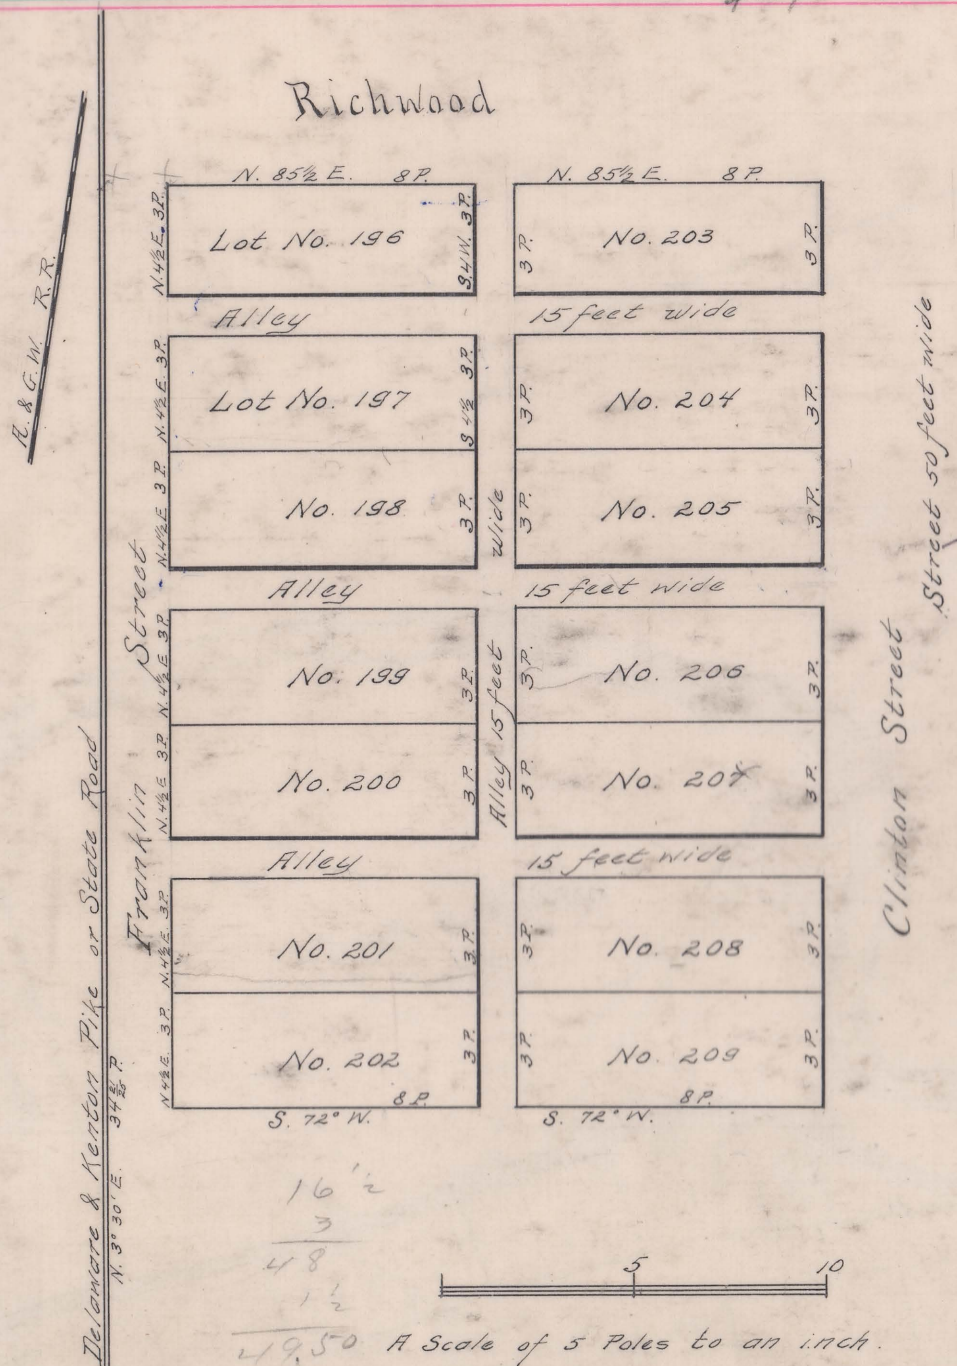 Richwood
A. & G. W. R. R.
N. 85½ E. 8 P.
N. 85½ E. 8 P.
N. 4½ E. 3 P.
Lot No. 196
S. 4 W. 3 P.
3 P.
No. 203
3 P.
Alley
15 feet wide
N. 4½ E. 3 P.
Lot No. 197
S 4½ 3 P.
3 P.
No. 204
3 P.
N. 4½ E 3 P.
No. 198
3 P.
3 P.
No. 205
3 P.
Alley
15 feet wide
N. 4½ E 3 P.
No. 199
3 P.
3 P.
No. 206
3 P.
N. 4½ E 3 P.
No. 200
3 P.
3 P.
No. 207
3 P.
Alley
15 feet wide
N. 4½ E. 3 P.
No. 201
3 P.
3 P.
No. 208
3 P.
N 4½ E. 3 P.
No. 202
3 P.
8 P.
3 P.
No. 209
3 P.
8 P.
S. 72° W.
S. 72° W.
Alley 15 feet Wide
Franklin Street
Clinton Street
Street 50 feet wide
Delaware & Kenton Pike or State Road
N. 3° 30' E. 34 21/25 P.
16 ½
3
48
1 ½
49.50
5 10
A Scale of 5 Poles to an inch.